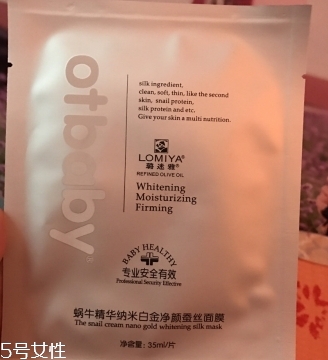 otbaby
silk ingredient,
clean, soft, thin, like the second
skin, snail protein,
silk protein and etc.
Give your skin a multi nutrition.
LOMIYA®
REFINED OLIVE OIL
Whitening
Moisturizing
Firming
BABY HEALTHY
专业安全有效
Professional Security Effective
蜗牛精华纳米白金净颜蚕丝面膜
The snail cream nano gold whitening silk mask
净含量：35ml/片
5号女性